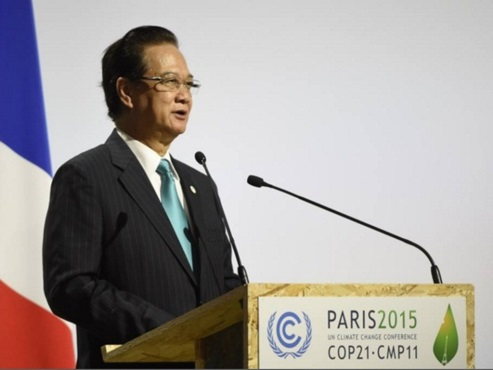 PARIS2015
UN CLIMATE CHANGE CONFERENCE
COP21·CMP11